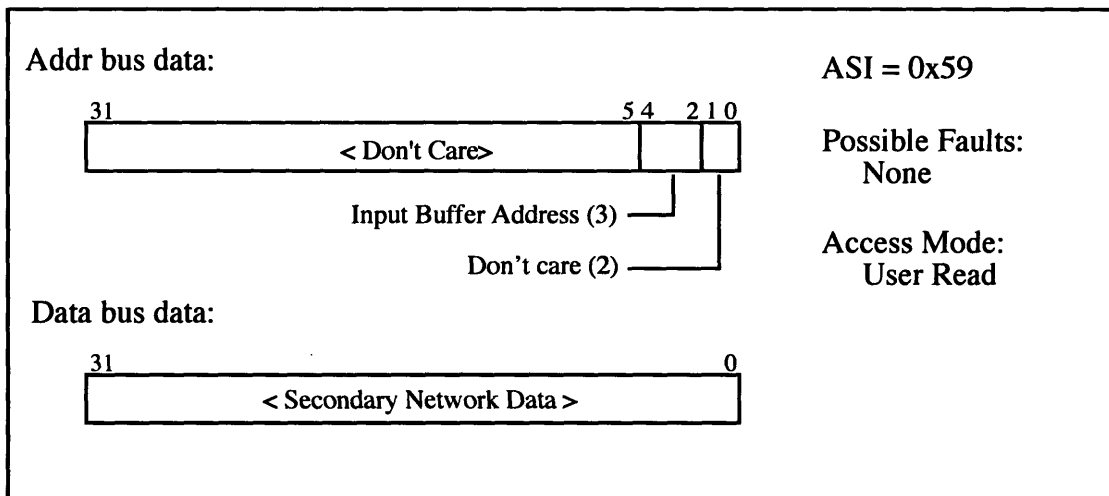 Addr bus data:
31 5 4 2 1 0
< Don't Care>
Input Buffer Address (3)
Don't care (2)
Data bus data:
31 0
< Secondary Network Data >
ASI = 0x59
Possible Faults:
None
Access Mode:
User Read